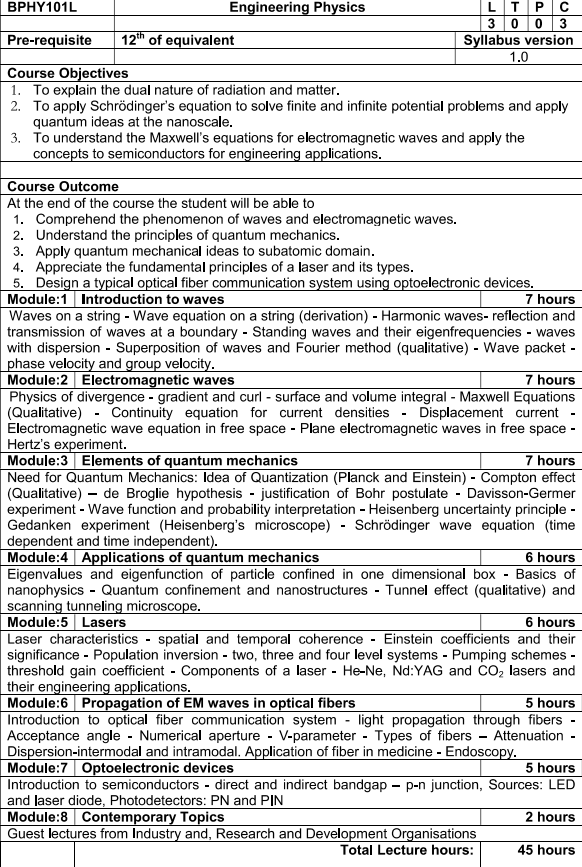 BPHY101L Engineering Physics L T P C
3 0 0 3
Pre-requisite 12th of equivalent Syllabus version
1.0
Course Objectives
1. To explain the dual nature of radiation and matter.
2. To apply Schrödinger's equation to solve finite and infinite potential problems and apply
quantum ideas at the nanoscale.
3. To understand the Maxwell's equations for electromagnetic waves and apply the
concepts to semiconductors for engineering applications.
Course Outcome
At the end of the course the student will be able to
1. Comprehend the phenomenon of waves and electromagnetic waves.
2. Understand the principles of quantum mechanics.
3. Apply quantum mechanical ideas to subatomic domain.
4. Appreciate the fundamental principles of a laser and its types.
5. Design a typical optical fiber communication system using optoelectronic devices.
Module:1 Introduction to waves 7 hours
Waves on a string - Wave equation on a string (derivation) - Harmonic waves- reflection and
transmission of waves at a boundary - Standing waves and their eigenfrequencies - waves
with dispersion - Superposition of waves and Fourier method (qualitative) - Wave packet -
phase velocity and group velocity.
Module:2 Electromagnetic waves 7 hours
Physics of divergence - gradient and curl - surface and volume integral - Maxwell Equations
(Qualitative) - Continuity equation for current densities - Displacement current -
Electromagnetic wave equation in free space - Plane electromagnetic waves in free space -
Hertz's experiment.
Module:3 Elements of quantum mechanics 7 hours
Need for Quantum Mechanics: Idea of Quantization (Planck and Einstein) - Compton effect
(Qualitative) – de Broglie hypothesis - justification of Bohr postulate - Davisson-Germer
experiment - Wave function and probability interpretation - Heisenberg uncertainty principle -
Gedanken experiment (Heisenberg's microscope) - Schrödinger wave equation (time
dependent and time independent).
Module:4 Applications of quantum mechanics 6 hours
Eigenvalues and eigenfunction of particle confined in one dimensional box - Basics of
nanophysics - Quantum confinement and nanostructures - Tunnel effect (qualitative) and
scanning tunneling microscope.
Module:5 Lasers 6 hours
Laser characteristics - spatial and temporal coherence - Einstein coefficients and their
significance - Population inversion - two, three and four level systems - Pumping schemes -
threshold gain coefficient - Components of a laser - He-Ne, Nd:YAG and CO2 lasers and
their engineering applications.
Module:6 Propagation of EM waves in optical fibers 5 hours
Introduction to optical fiber communication system - light propagation through fibers -
Acceptance angle - Numerical aperture - V-parameter - Types of fibers – Attenuation -
Dispersion-intermodal and intramodal. Application of fiber in medicine - Endoscopy.
Module:7 Optoelectronic devices 5 hours
Introduction to semiconductors - direct and indirect bandgap – p-n junction, Sources: LED
and laser diode, Photodetectors: PN and PIN
Module:8 Contemporary Topics 2 hours
Guest lectures from Industry and, Research and Development Organisations
Total Lecture hours: 45 hours